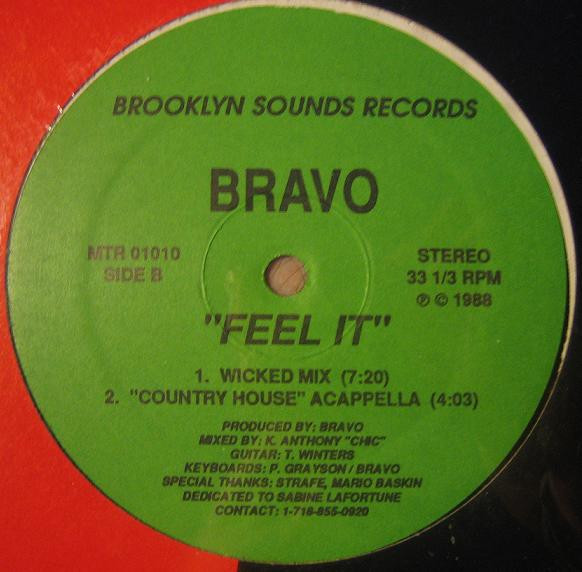 BROOKLYN SOUNDS RECORDS
BRAVO
MTR 01010
SIDE B
STEREO
33 1/3 RPM
℗ © 1988
"FEEL IT"
1. WICKED MIX (7:20)
2. "COUNTRY HOUSE" ACAPPELLA (4:03)
PRODUCED BY: BRAVO
MIXED BY: K. ANTHONY "CHIC"
GUITAR: T. WINTERS
KEYBOARDS: P. GRAYSON / BRAVO
SPECIAL THANKS: STRAFE, MARIO BASKIN
DEDICATED TO SABINE LAFORTUNE
CONTACT: 1-718-855-0920